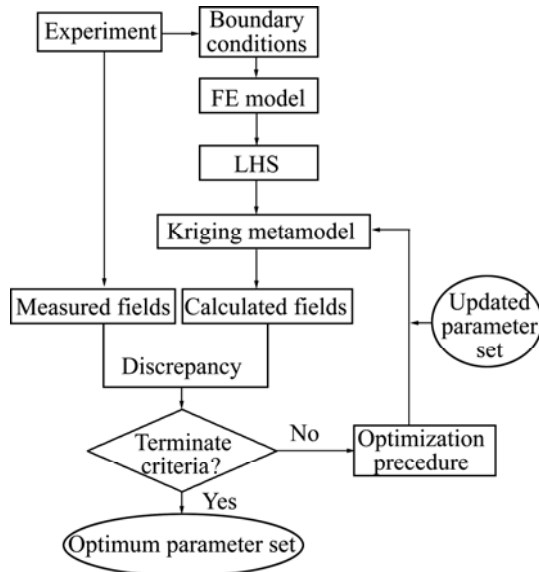 Experiment
Boundary
conditions
FE model
LHS
Kriging metamodel
Measured fields
Calculated fields
Updated
parameter
set
Discrepancy
Terminate
criteria?
No
Optimization
precedure
Yes
Optimum parameter set